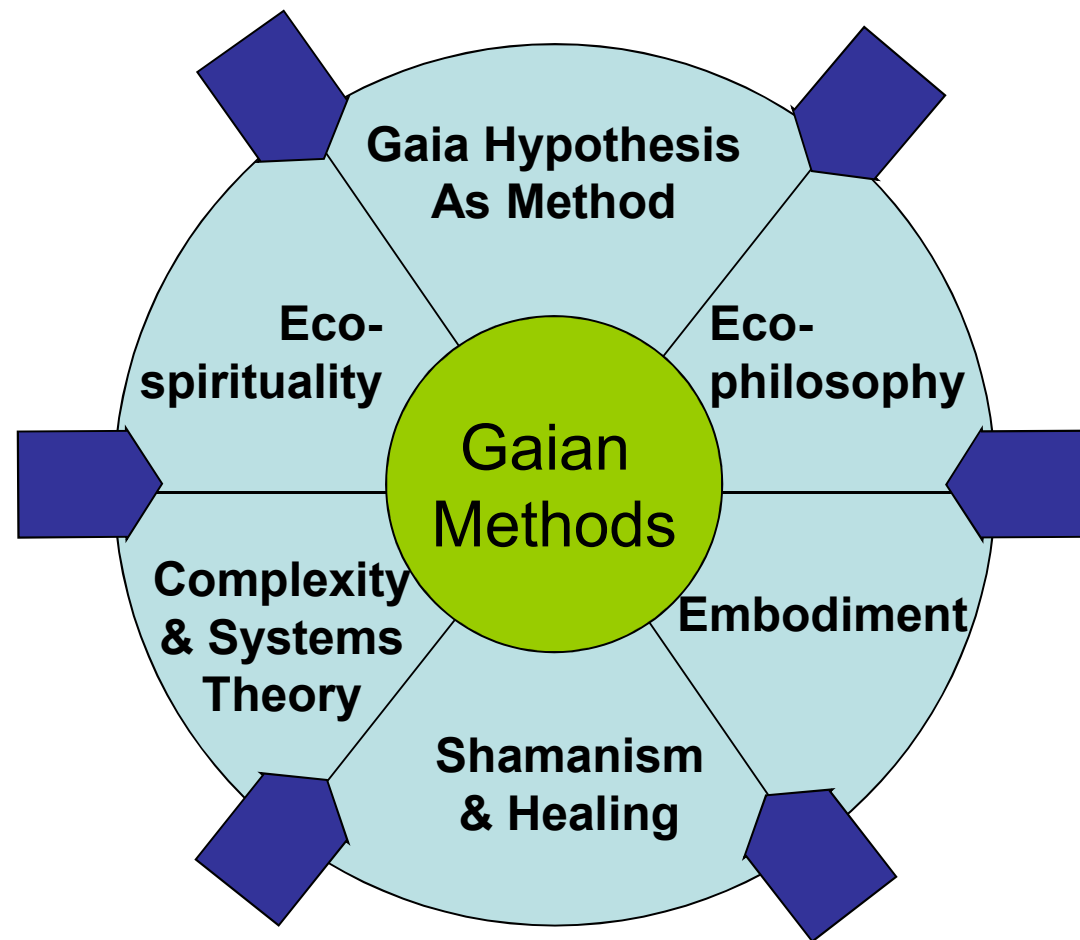 Gaia Hypothesis
As Method
Eco-
philosophy
Embodiment
Shamanism
& Healing
Complexity
& Systems
Theory
Eco-
spirituality
Gaian
Methods